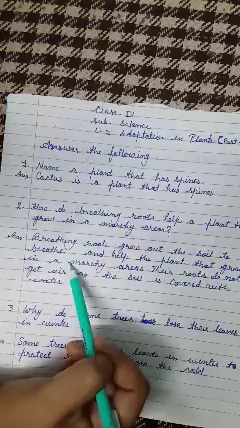 Class IV
Sub. Science
L-2 Adaptation in Plants (Part-
Answer the following
1. Name a plant that has spines.
Ans Cactus is a plant that has spines
2. How do breathing roots help a plant
grow in a marshy area?
Ans Breathing roots grow out the soil to
breathe and help the plant that grow
in marshy areas. Their roots do not
get air the soil is covered with
water
3. Why do some trees lose their leaves
in winter
Some leaves in winter to
protect from the cold.